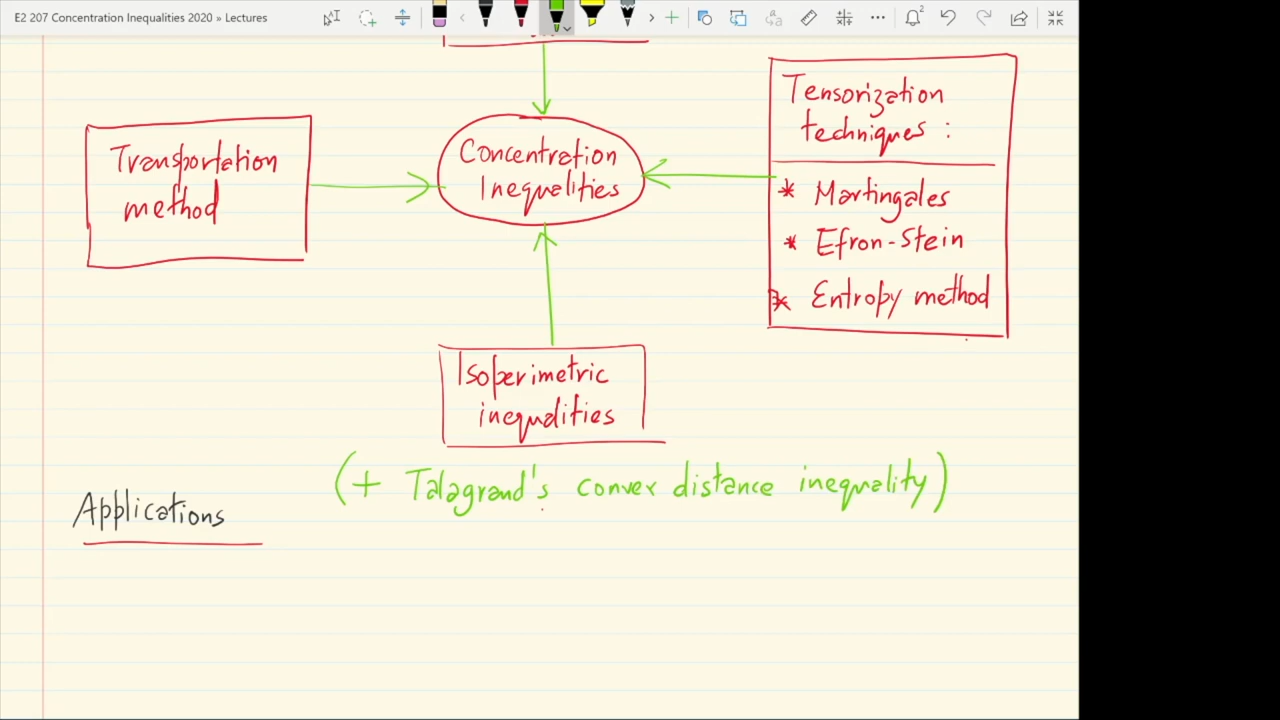 E2 207 Concentration Inequalities 2020 » Lectures
Transportation
method
Concentration
Inequalities
Tensorization
techniques :
* Martingales
* Efron-Stein
* Entropy method
Isoperimetric
inequalities
(+ Talagrand's convex distance inequality)
Applications